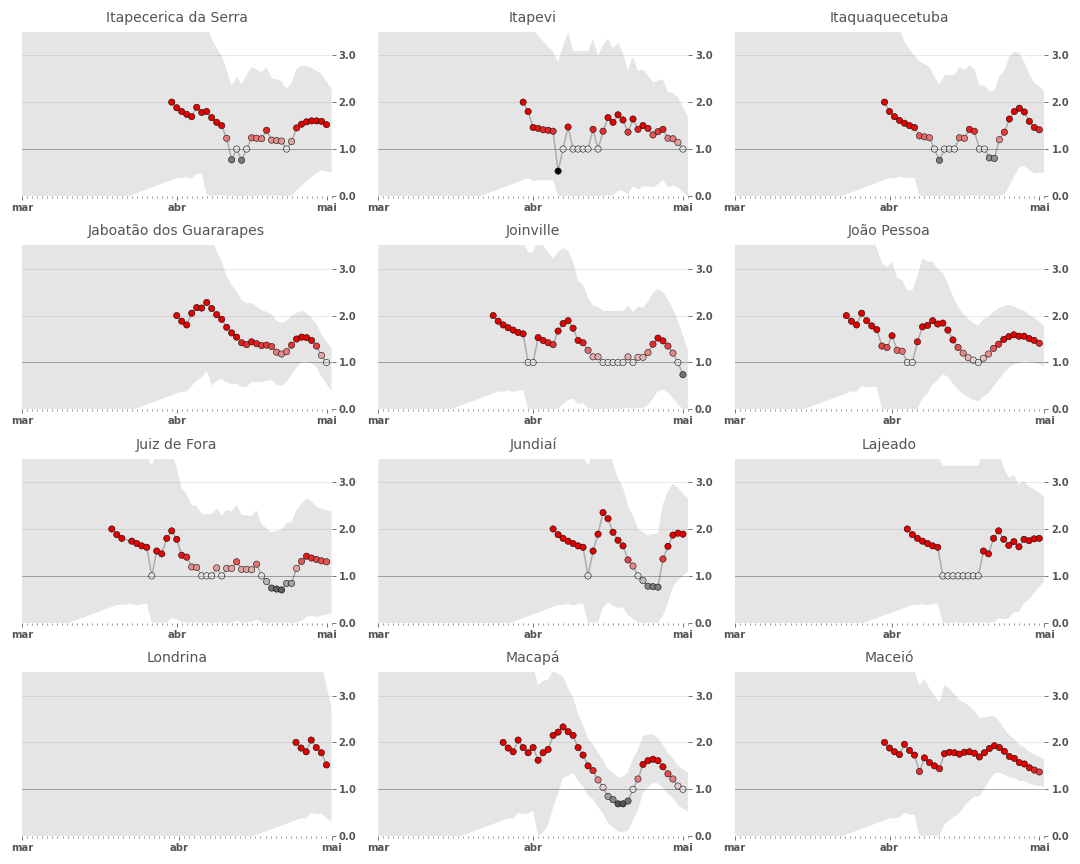 Itapecerica da Serra Itapevi Itaquaquecetuba
3.0 3.0 3.0
2.0 2.0 2.0
1.0 1.0 1.0
0.0 0.0 0.0
mar abr mai mar abr mai mar abr mai
Jaboatão dos Guararapes Joinville João Pessoa
3.0 3.0 3.0
2.0 2.0 2.0
1.0 1.0 1.0
0.0 0.0 0.0
mar abr mai mar abr mai mar abr mai
Juiz de Fora Jundiaí Lajeado
3.0 3.0 3.0
2.0 2.0 2.0
1.0 1.0 1.0
0.0 0.0 0.0
mar abr mai mar abr mai mar abr mai
Londrina Macapá Maceió
3.0 3.0 3.0
2.0 2.0 2.0
1.0 1.0 1.0
0.0 0.0 0.0
mar abr mai mar abr mai mar abr mai